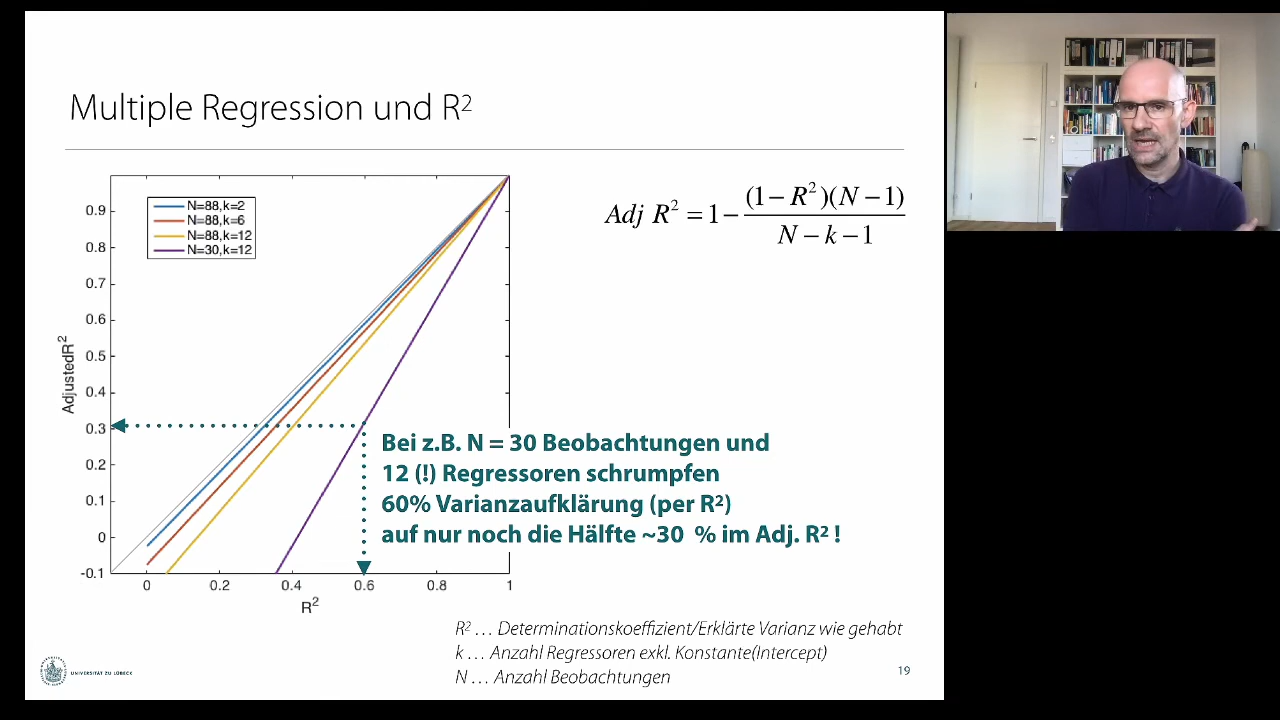 Multiple Regression und R²
N=88,k=2
N=88,k=6
N=88,k=12
N=30,k=12
0.9
0.8
0.7
0.6
0.5
0.4
0.3
0.2
0.1
0
-0.1
AdjustedR²
0
0.2
0.4
0.6
0.8
1
R²
Adj R² = 1 − (1 − R²)(N − 1) / N − k − 1
Bei z.B. N = 30 Beobachtungen und
12 (!) Regressoren schrumpfen
60% Varianzaufklärung (per R²)
auf nur noch die Hälfte ~30 % im Adj. R² !
R² … Determinationskoeffizient/Erklärte Varianz wie gehabt
k … Anzahl Regressoren exkl. Konstante(Intercept)
N … Anzahl Beobachtungen
UNIVERSITÄT ZU LÜBECK
19